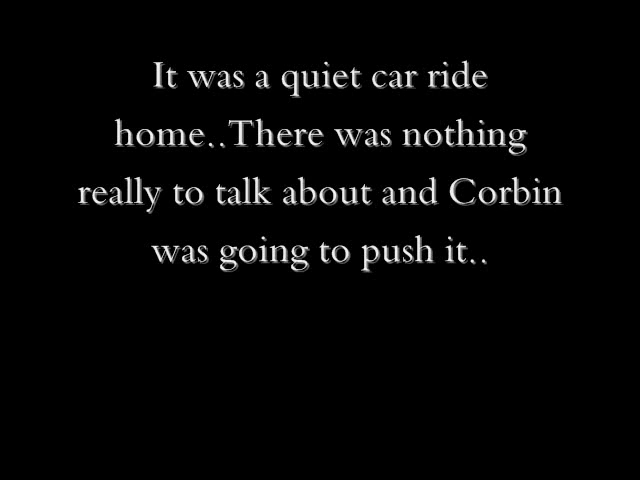 It was a quiet car ride
home..There was nothing
really to talk about and Corbin
was going to push it..